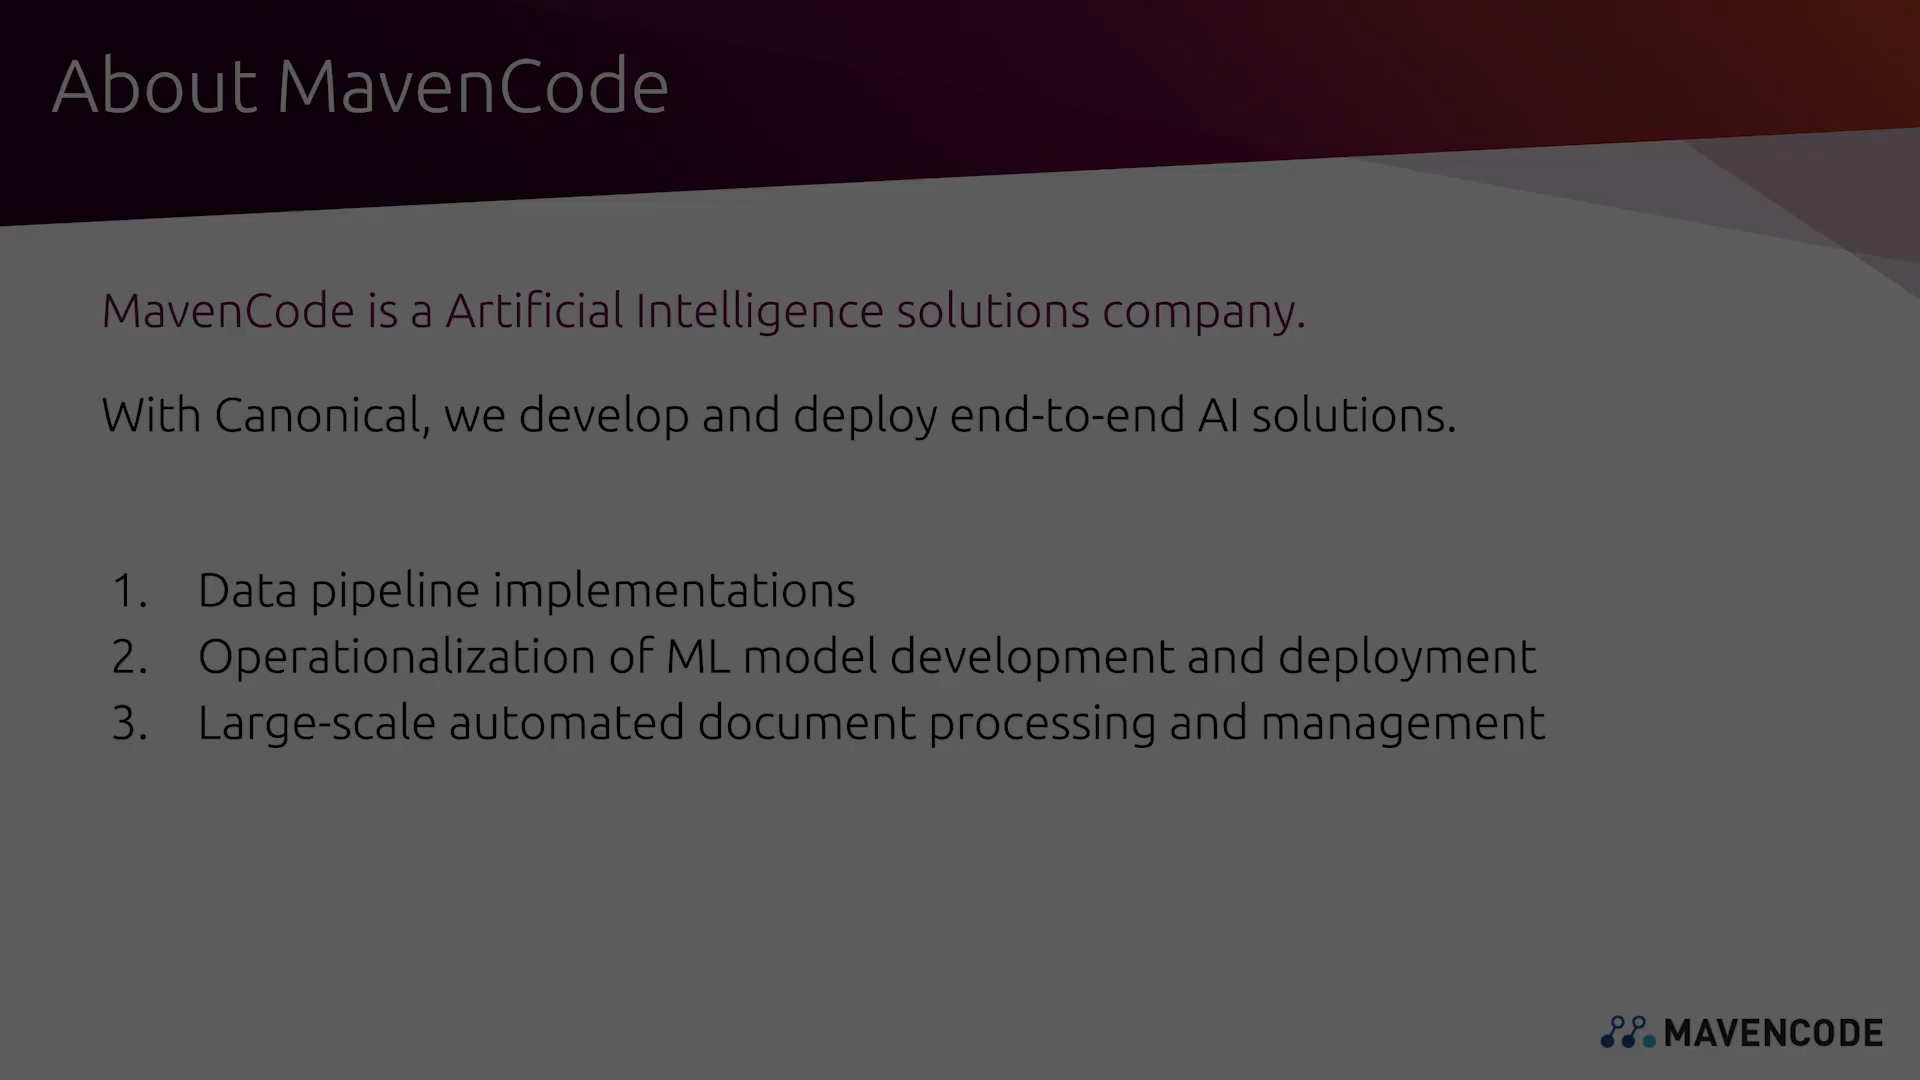 About MavenCode
MavenCode is a Artificial Intelligence solutions company.
With Canonical, we develop and deploy end-to-end AI solutions.
1. Data pipeline implementations
2. Operationalization of ML model development and deployment
3. Large-scale automated document processing and management
MAVENCODE